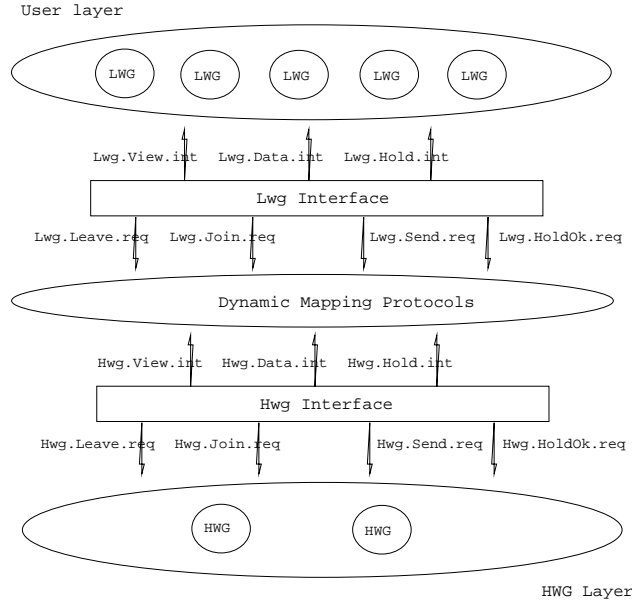 User layer
LWG LWG LWG LWG LWG
Lwg.View.int Lwg.Data.int Lwg.Hold.int
Lwg Interface
Lwg.Leave.req Lwg.Join.req Lwg.Send.req Lwg.HoldOk.req
Dynamic Mapping Protocols
Hwg.View.int Hwg.Data.int Hwg.Hold.int
Hwg Interface
Hwg.Leave.req Hwg.Join.req Hwg.Send.req Hwg.HoldOk.req
HWG HWG
HWG Layer